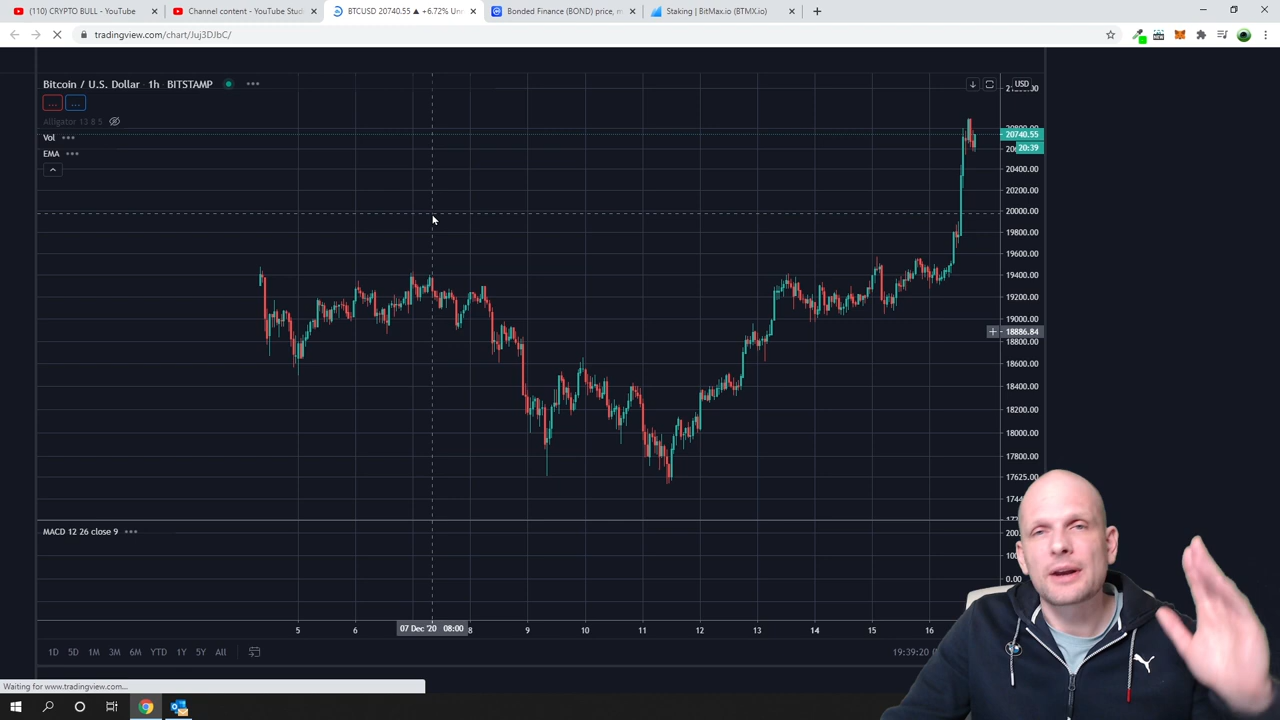 (110) CRYPTO BULL - YouTube
Channel content - YouTube Stud
BTCUSD 20740.55 ▲ +6.72% Un
Bonded Finance (BOND) price, m
Staking | BitMax.io (BTMX.io)
tradingview.com/chart/Juj3DJbC/
Bitcoin / U.S. Dollar · 1h · BITSTAMP
USD
Alligator 13 8 5
Vol
EMA
20800.00
20740.55
20:39
20400.00
20200.00
20000.00
19800.00
19600.00
19400.00
19200.00
19000.00
18886.84
18800.00
18600.00
18400.00
18200.00
18000.00
17800.00
17625.00
MACD 12 26 close 9
0.00
07 Dec '20 08:00
5 6 8 9 10 11 12 13 14 15 16
1D 5D 1M 3M 6M YTD 1Y 5Y All
19:39:20
Waiting for www.tradingview.com...